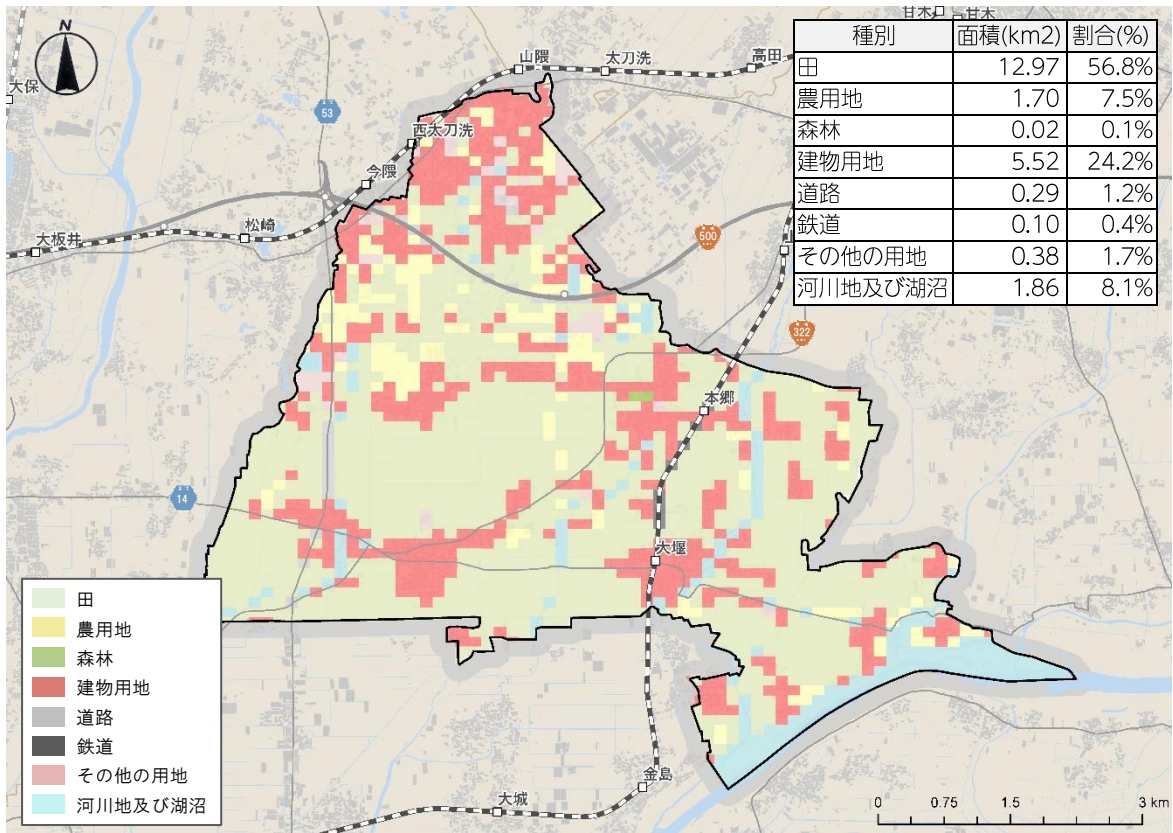 N
甘木
甘木
種別 面積(km2) 割合(%)
田 12.97 56.8%
農用地 1.70 7.5%
森林 0.02 0.1%
建物用地 5.52 24.2%
道路 0.29 1.2%
鉄道 0.10 0.4%
その他の用地 0.38 1.7%
河川地及び湖沼 1.86 8.1%
山隈
太刀洗
高田
大保
53
西太刀洗
今隈
松崎
大板井
500
322
本郷
14
大堰
田
農用地
森林
建物用地
道路
鉄道
その他の用地
河川地及び湖沼
金島
大城
0 0.75 1.5 3 km